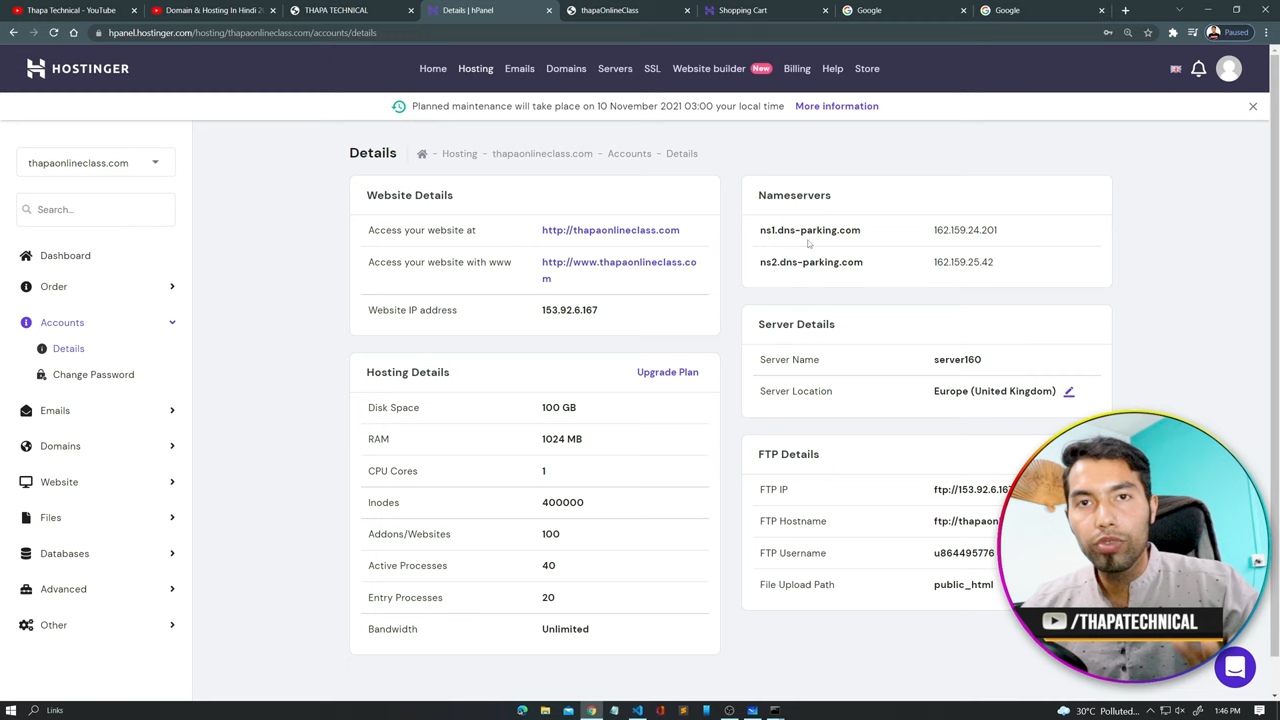 Thapa Technical - YouTube
Domain & Hosting In Hindi 20
THAPA TECHNICAL
Details | hPanel
thapaOnlineClass
Shopping Cart
Google
Google
hpanel.hostinger.com/hosting/thapaonlineclass.com/accounts/details
Paused
HOSTINGER
Home
Hosting
Emails
Domains
Servers
SSL
Website builder
New
Billing
Help
Store
Planned maintenance will take place on 10 November 2021 03:00 your local time
More information
thapaonlineclass.com
Search...
Dashboard
Order
Accounts
Details
Change Password
Emails
Domains
Website
Files
Databases
Advanced
Other
Details
- Hosting - thapaonlineclass.com - Accounts - Details
Website Details
Access your website at
http://thapaonlineclass.com
Access your website with www
http://www.thapaonlineclass.co
m
Website IP address
153.92.6.167
Hosting Details
Upgrade Plan
Disk Space
100 GB
RAM
1024 MB
CPU Cores
1
Inodes
400000
Addons/Websites
100
Active Processes
40
Entry Processes
20
Bandwidth
Unlimited
Nameservers
ns1.dns-parking.com
162.159.24.201
ns2.dns-parking.com
162.159.25.42
Server Details
Server Name
server160
Server Location
Europe (United Kingdom)
FTP Details
FTP IP
ftp://153.92.6.167
FTP Hostname
ftp://thapaon
FTP Username
u864495776
File Upload Path
public_html
/THAPATECHNICAL
Links
30°C Polluted...
1:46 PM